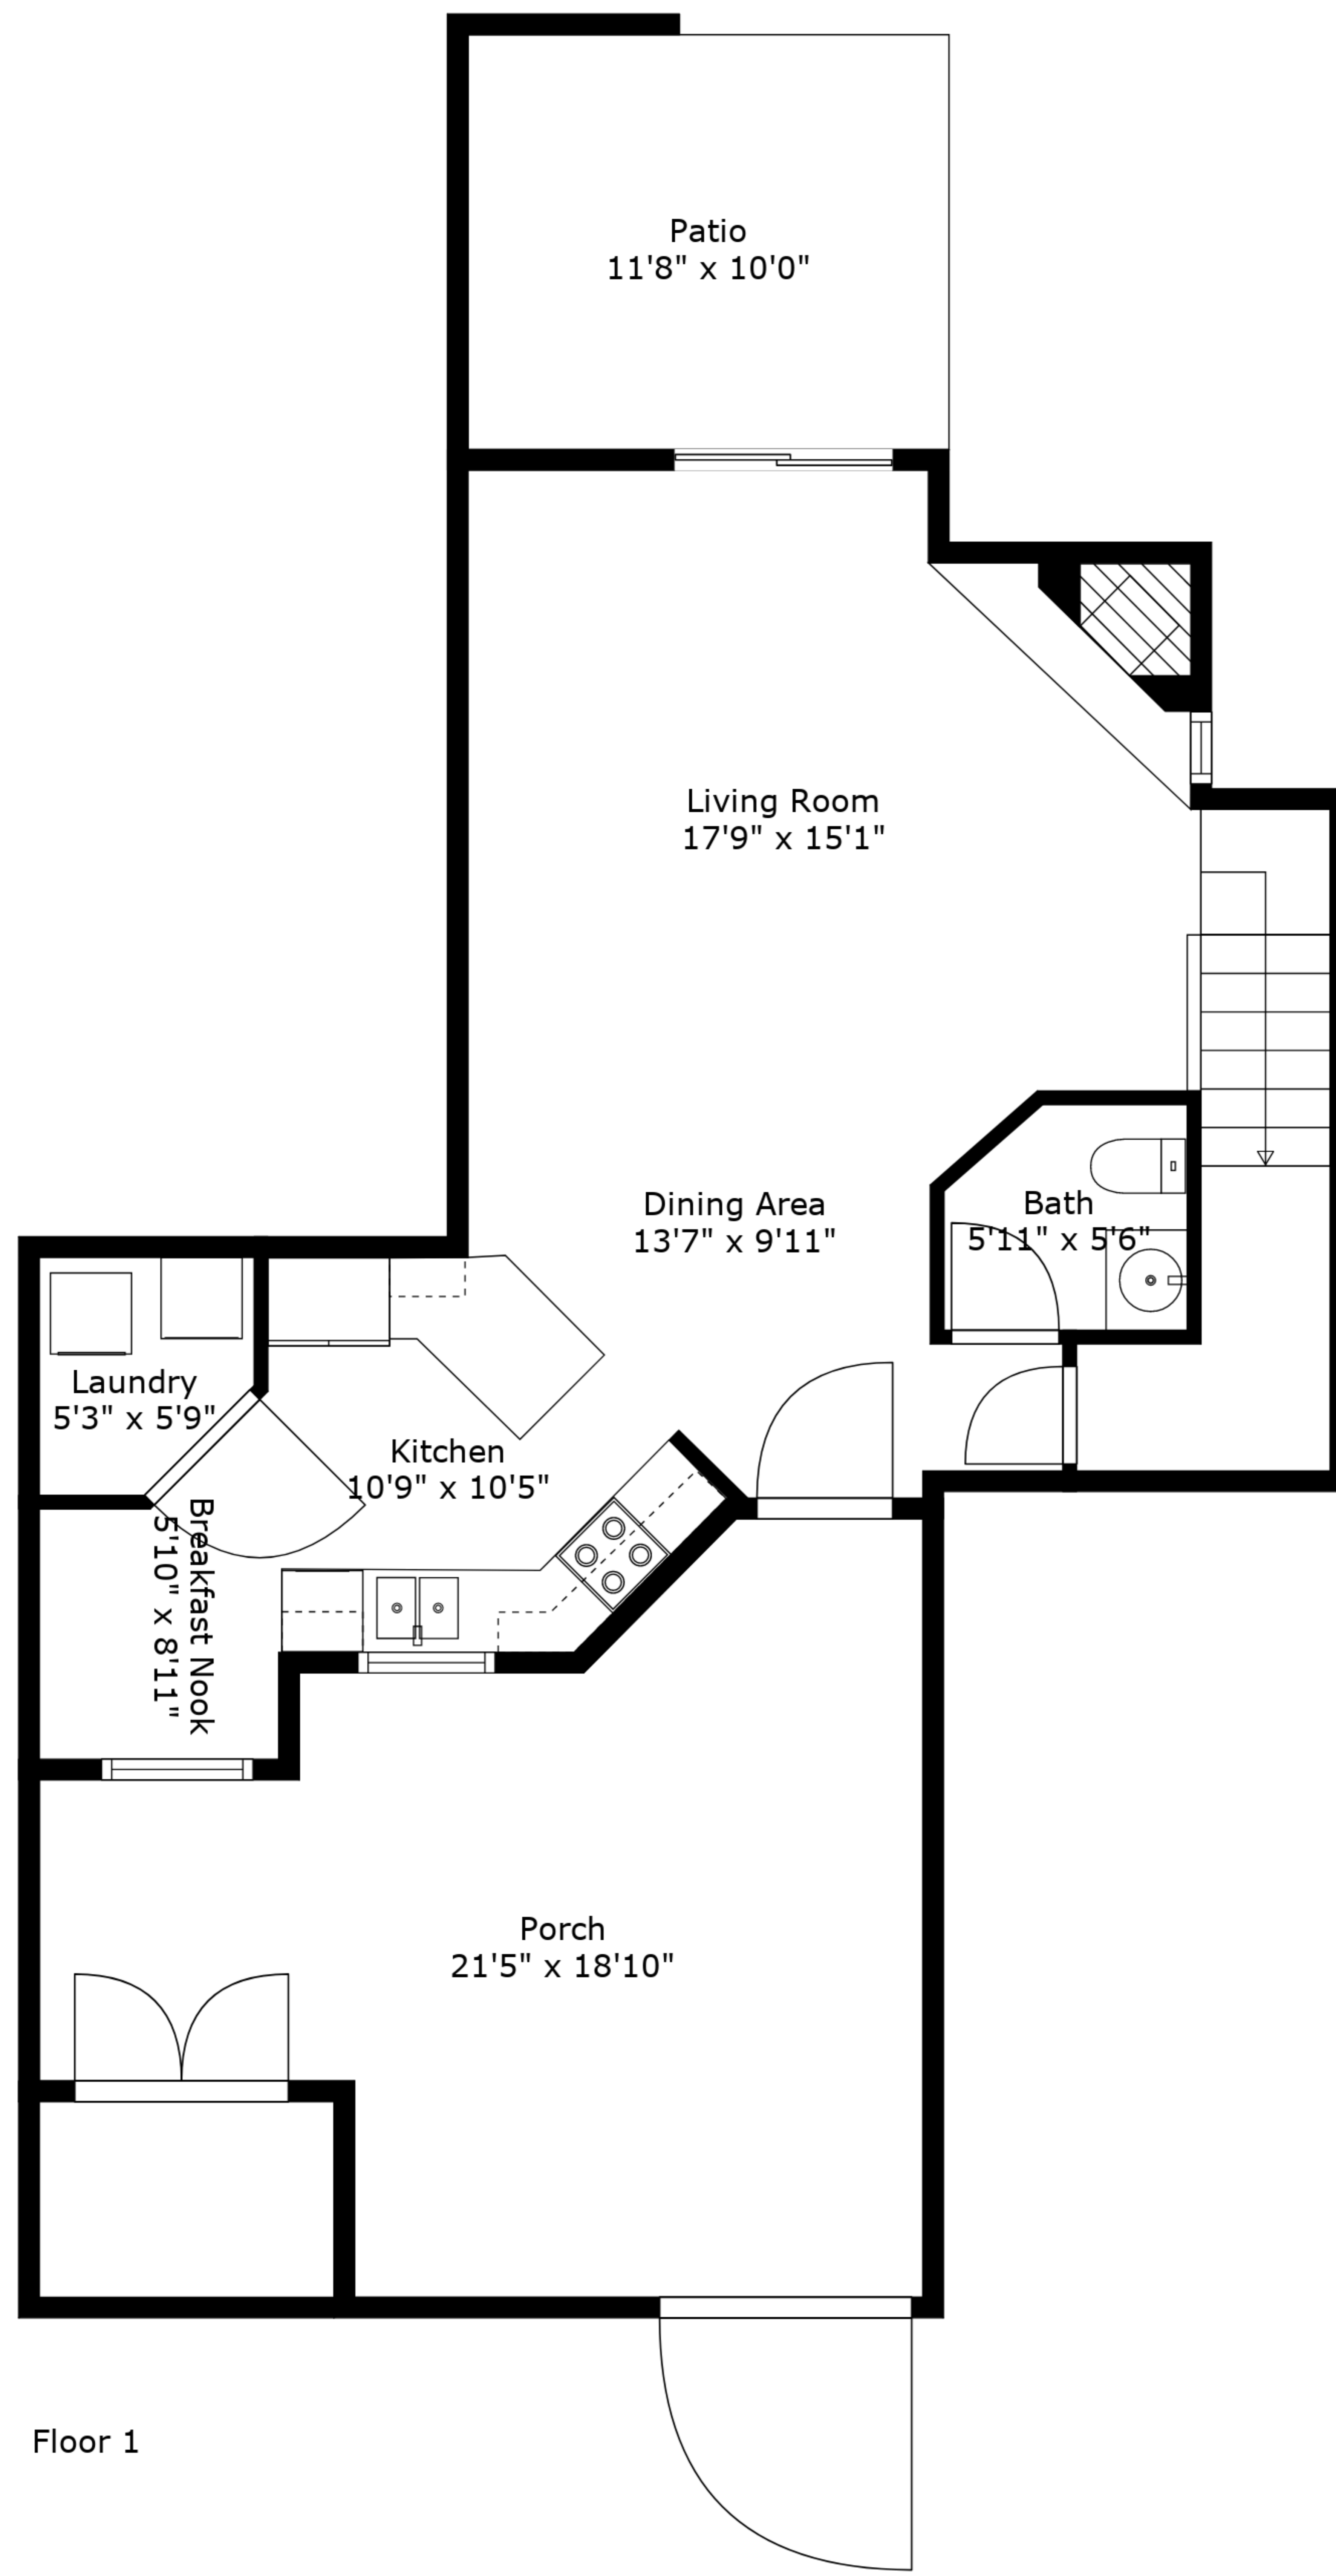 Patio
11'8" x 10'0"
Living Room
17'9" x 15'1"
Dining Area
13'7" x 9'11"
Bath
5'11" x 5'6"
Laundry
5'3" x 5'9"
Kitchen
10'9" x 10'5"
Breakfast Nook
5'10" x 8'11"
Porch
21'5" x 18'10"
Floor 1